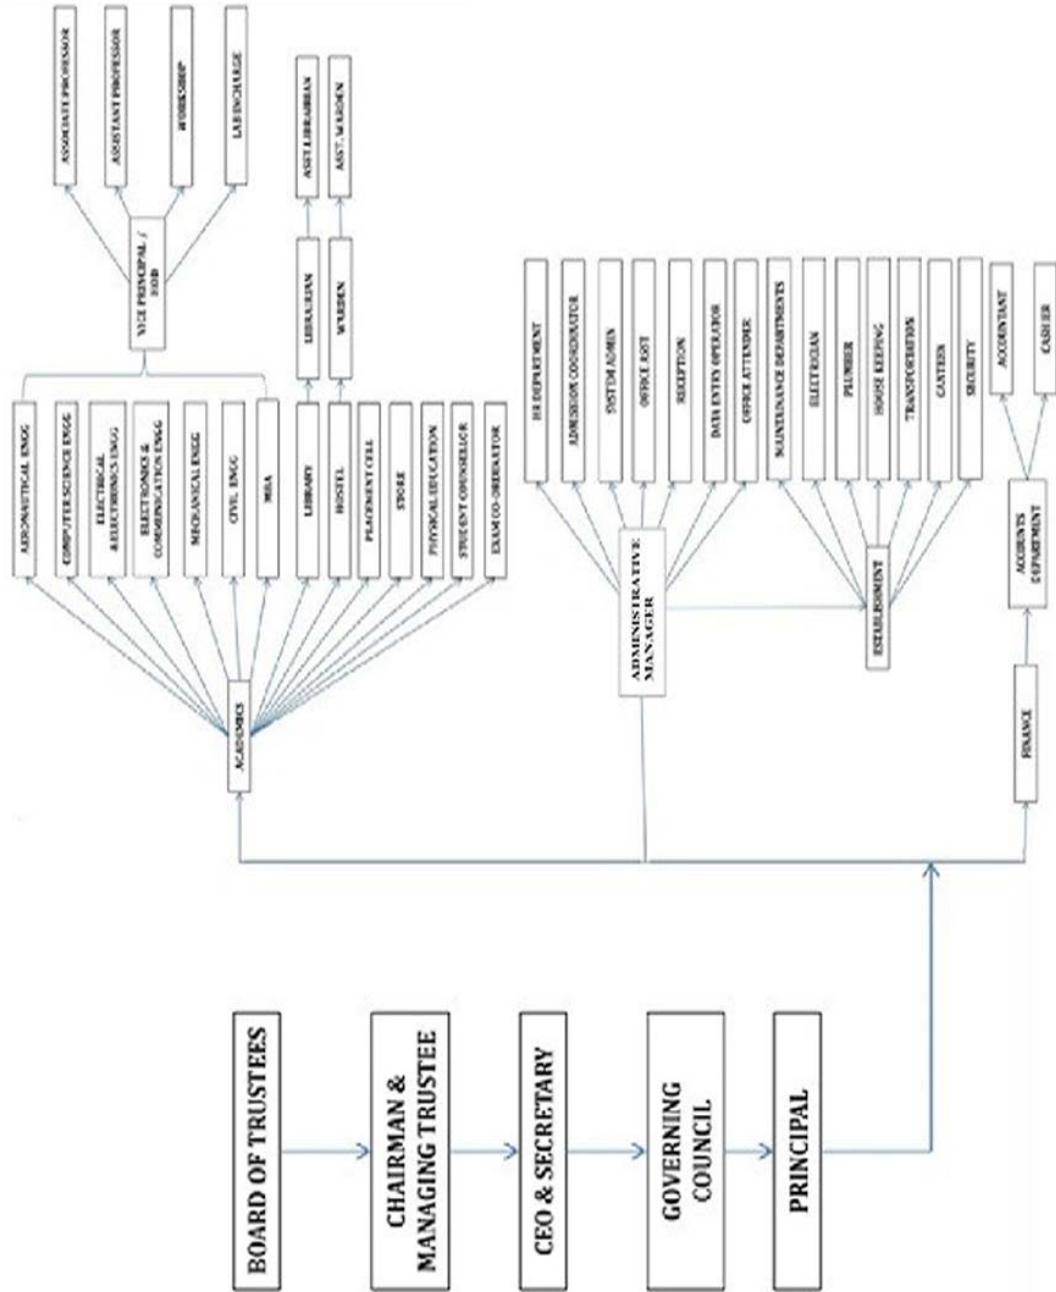 BOARD OF TRUSTEES
CHAIRMAN &
MANAGING TRUSTEE
CEO & SECRETARY
GOVERNING
COUNCIL
PRINCIPAL
ACADEMICS
AERONAUTICAL ENGG
COMPUTER SCIENCE ENGG
ELECTRICAL
& ELECTRONICS ENGG
ELECTRONICS &
COMMUNICATION ENGG
MECHANICAL ENGG
CIVIL ENGG
MBA
VICE PRINCIPAL /
HOD
ASSOCIATE PROFESSOR
ASSISTANT PROFESSOR
WORKSHOP
LAB INCHARGE
LIBRARY
LIBRARIAN
ASST. LIBRARIAN
HOSTEL
WARDEN
ASST. WARDEN
PLACEMENT CELL
STORE
PHYSICAL EDUCATION
STUDENT COUNSELLOR
EXAM CO-ORDINATOR
ADMINISTRATIVE
MANAGER
HR DEPARTMENT
ADMISSION COORDINATOR
SYSTEM ADMIN
OFFICE ASST
RECEPTION
DATA ENTRY OPERATOR
OFFICE ATTENDER
ESTABLISHMENT
MAINTAINANCE DEPARTMENTS
ELECTRICIAN
PLUMBER
HOUSE KEEPING
TRANSPORTATION
CANTEEN
SECURITY
FINANCE
ACCOUNTS
DEPARTMENT
ACCOUNTANT
CASHIER